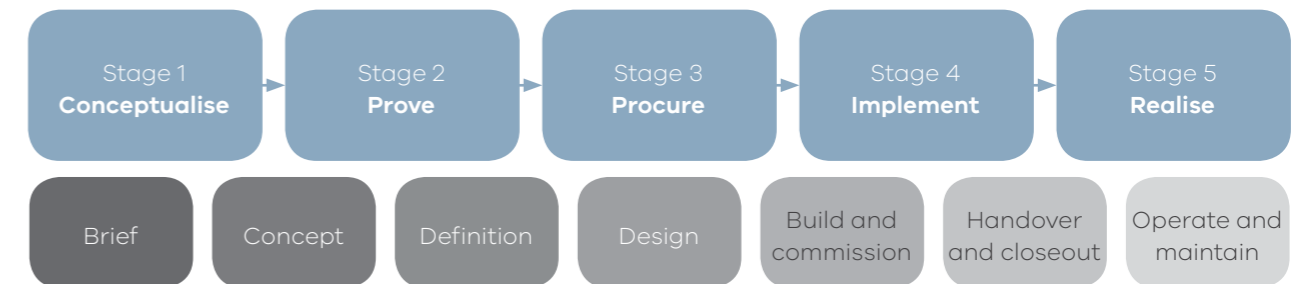 Stage 1
Conceptualise
Stage 2
Prove
Stage 3
Procure
Stage 4
Implement
Stage 5
Realise
Brief
Concept
Definition
Design
Build and
commission
Handover
and closeout
Operate and
maintain